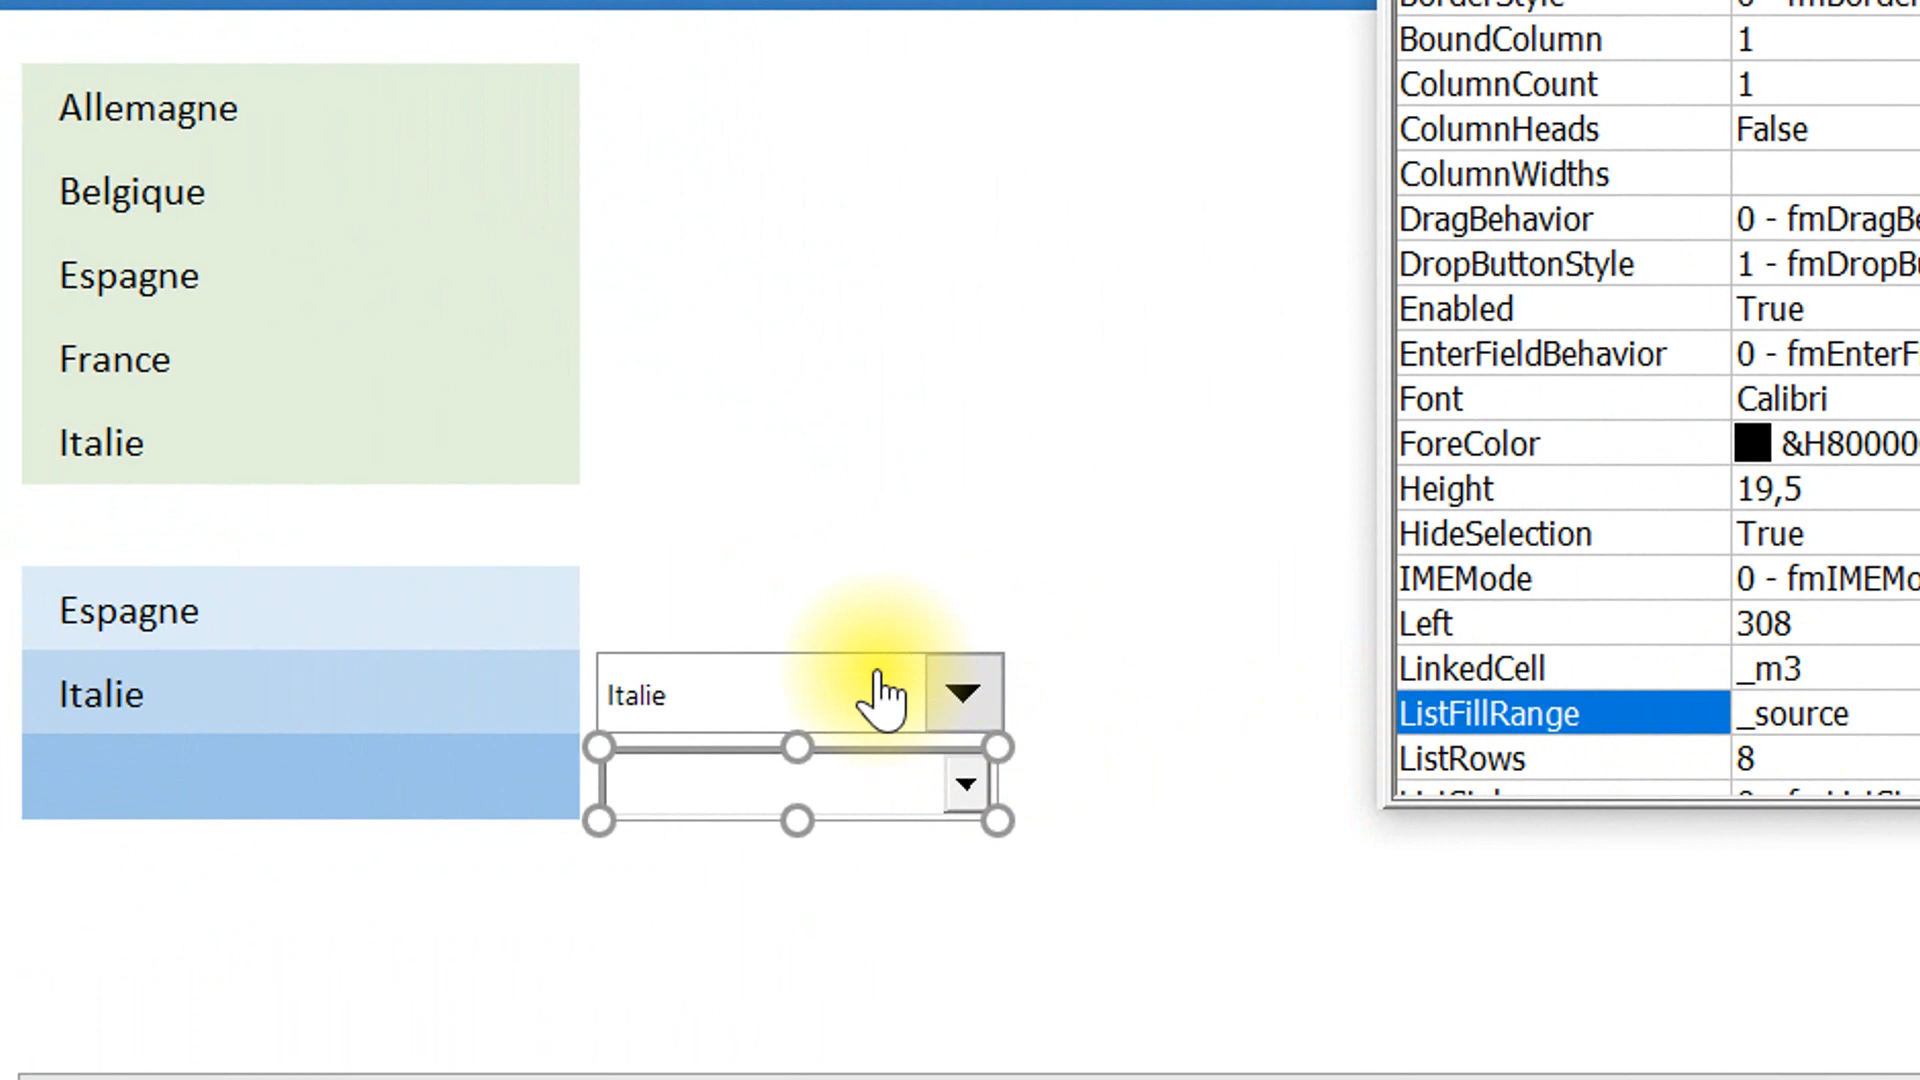 Allemagne
Belgique
Espagne
France
Italie
Espagne
Italie
Italie
BoundColumn 1
ColumnCount 1
ColumnHeads False
ColumnWidths
DragBehavior 0 - fmDragBe
DropButtonStyle 1 - fmDropBu
Enabled True
EnterFieldBehavior 0 - fmEnterF
Font Calibri
ForeColor &H800000
Height 19,5
HideSelection True
IMEMode 0 - fmIMEMo
Left 308
LinkedCell _m3
ListFillRange _source
ListRows 8